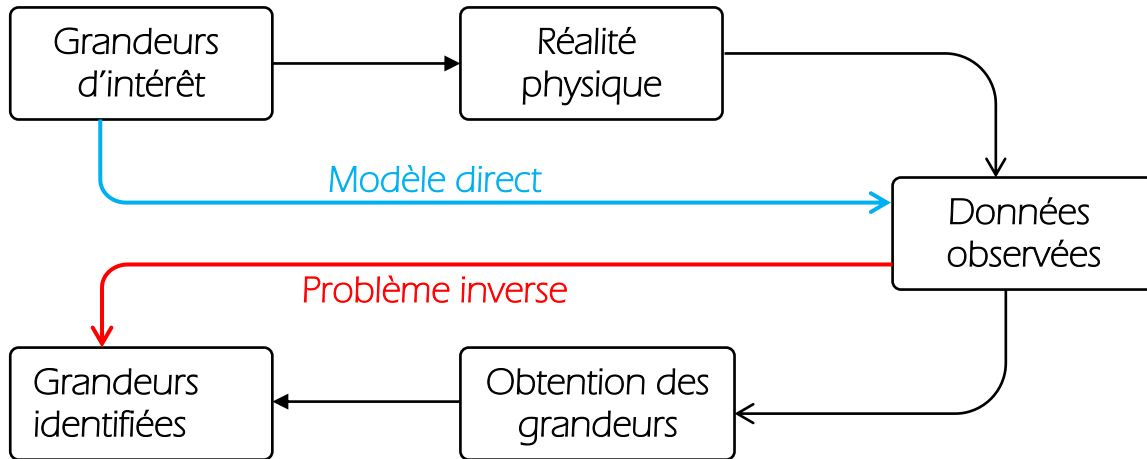 Grandeurs
d'intérêt
Réalité
physique
Modèle direct
Données
observées
Problème inverse
Grandeurs
identifiées
Obtention des
grandeurs